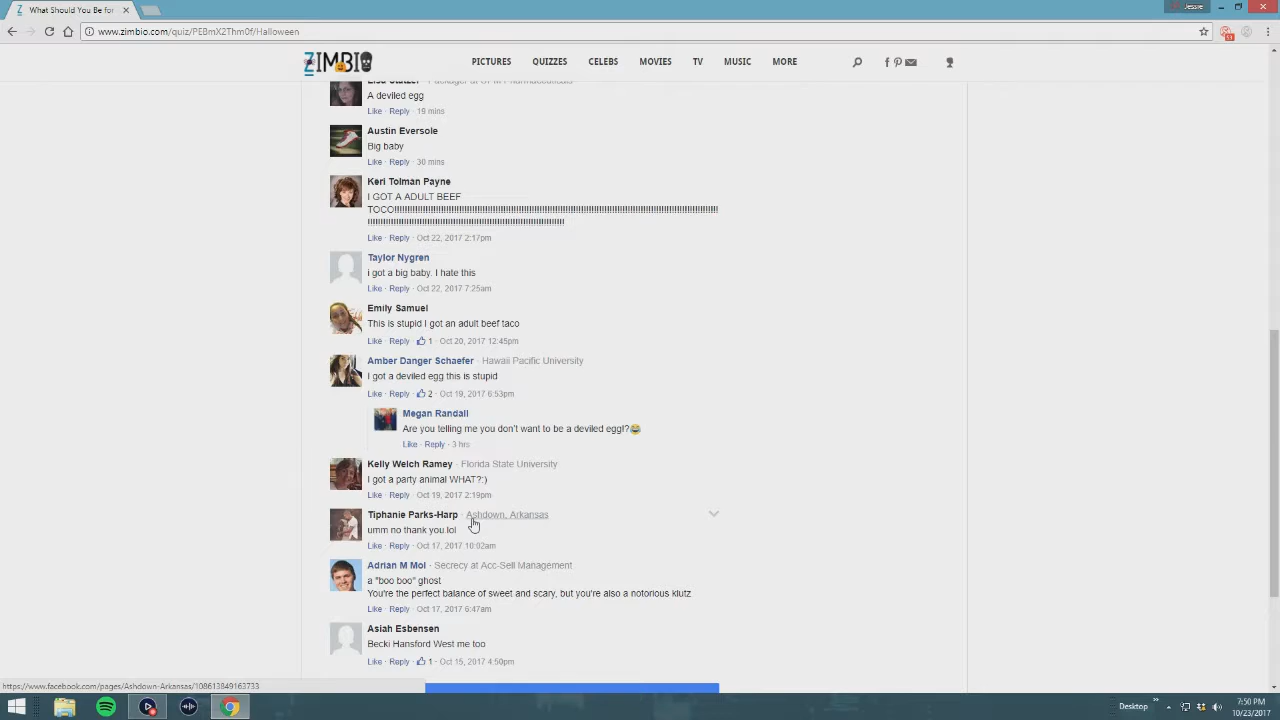 What Should You Be for
Jesse
www.zimbio.com/quiz/PEBmX2Thm0f/Halloween
ZIMBIO
PICTURES QUIZZES CELEBS MOVIES TV MUSIC MORE
A deviled egg
Like · Reply · 19 mins
Austin Eversole
Big baby
Like · Reply · 30 mins
Keri Tolman Payne
I GOT A ADULT BEEF
Like · Reply · Oct 22, 2017 2:17pm
Taylor Nygren
i got a big baby. I hate this
Like · Reply · Oct 22, 2017 7:25am
Emily Samuel
This is stupid I got an adult beef taco
Like · Reply · 1 · Oct 20, 2017 12:45pm
Amber Danger Schaefer · Hawaii Pacific University
I got a deviled egg this is stupid
Like · Reply · 2 · Oct 19, 2017 6:53pm
Megan Randall
Are you telling me you don't want to be a deviled egg!?😂
Like · Reply · 3 hrs
Kelly Welch Ramey · Florida State University
I got a party animal WHAT?:)
Like · Reply · Oct 19, 2017 2:19pm
Tiphanie Parks-Harp · Ashdown, Arkansas
umm no thank you.lol
Like · Reply · Oct 17, 2017 10:02am
Adrian M Mol · Secrecy at Acc-Sell Management
a "boo boo" ghost
You're the perfect balance of sweet and scary, but you're also a notorious klutz.
Like · Reply · Oct 17, 2017 6:47am
Asiah Esbensen
Becki Hansford West me too
Like · Reply · 1 · Oct 15, 2017 4:50pm
https://www.facebook.com/pages/Ashdown-Arkansas/108613849163733
Desktop
7:50 PM
10/23/2017